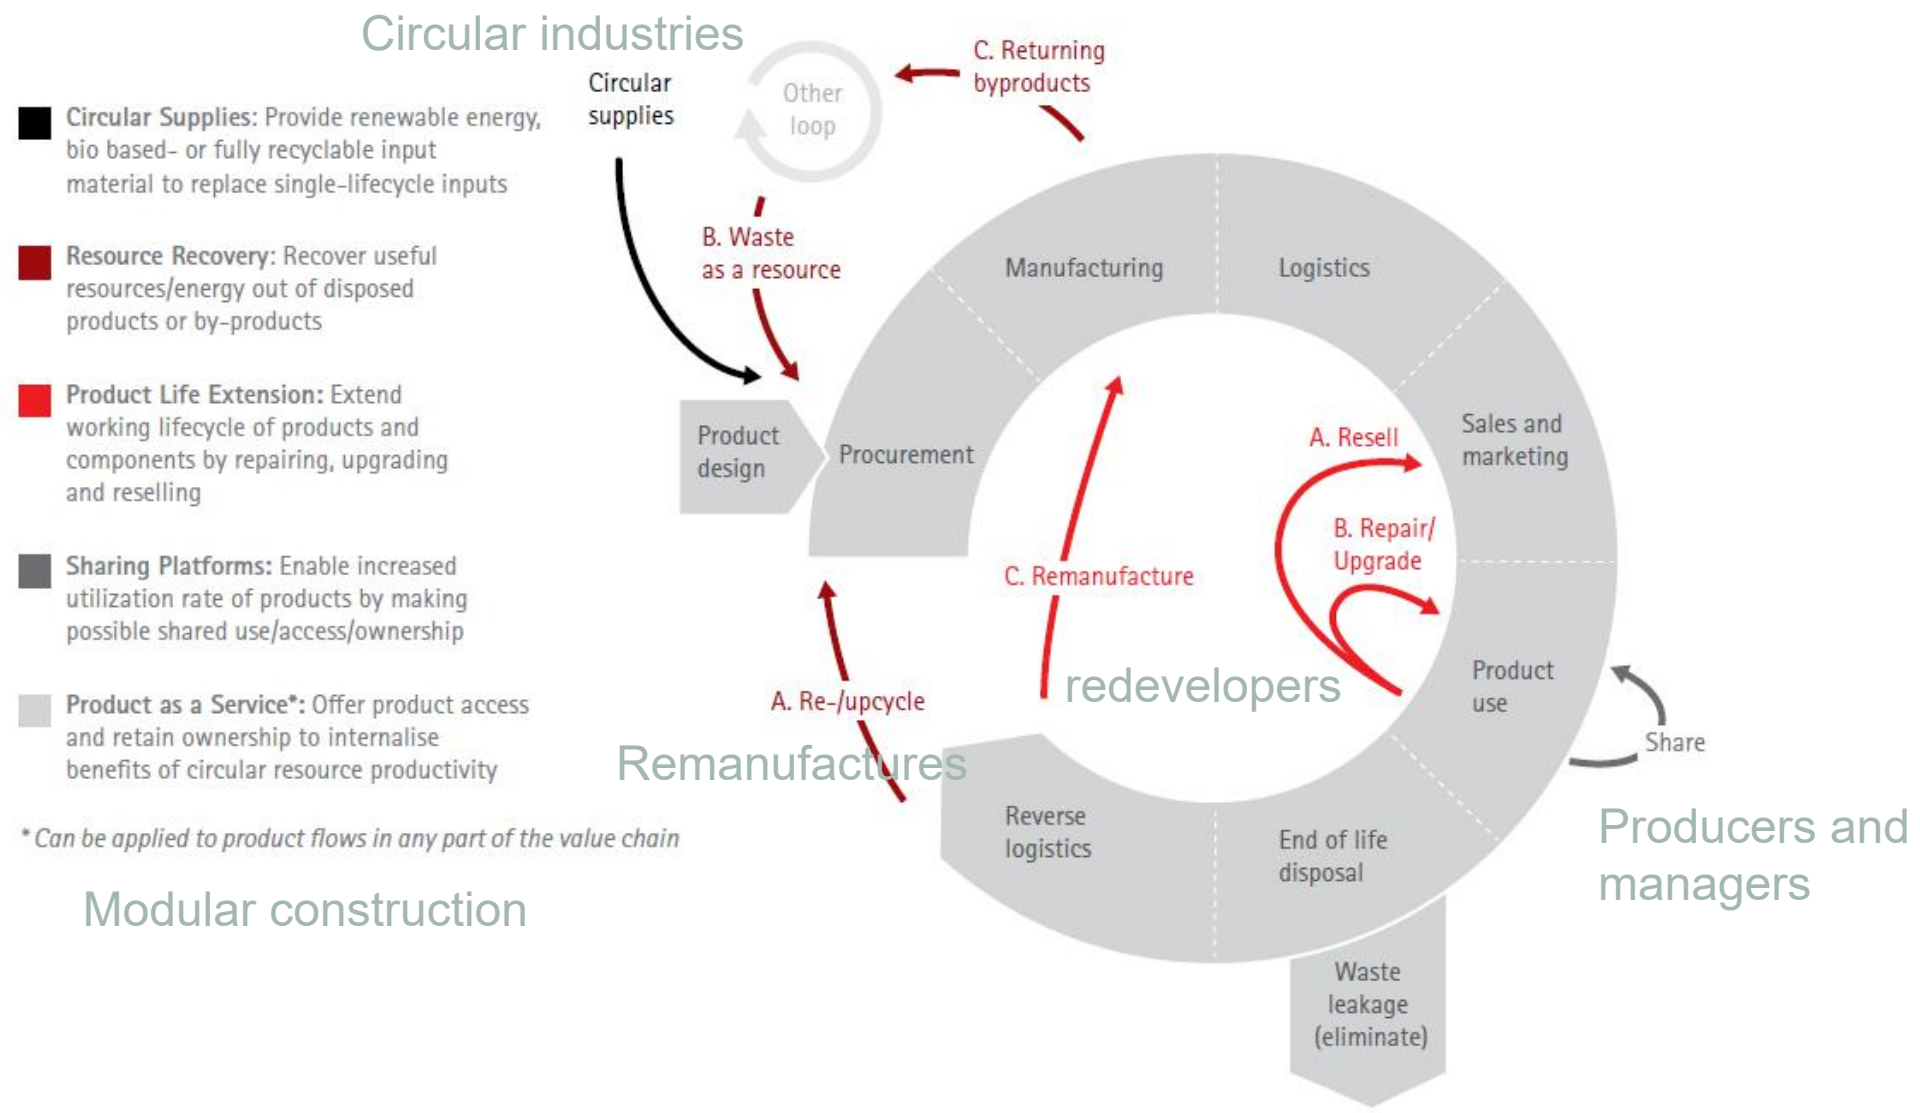 Circular industries
Circular Supplies: Provide renewable energy,
bio based- or fully recyclable input
material to replace single-lifecycle inputs
Resource Recovery: Recover useful
resources/energy out of disposed
products or by-products
Product Life Extension: Extend
working lifecycle of products and
components by repairing, upgrading
and reselling
Sharing Platforms: Enable increased
utilization rate of products by making
possible shared use/access/ownership
Product as a Service*: Offer product access
and retain ownership to internalise
benefits of circular resource productivity
* Can be applied to product flows in any part of the value chain
Modular construction
Circular
supplies
Other
loop
C. Returning
byproducts
B. Waste
as a resource
Product
design
Procurement
Manufacturing
Logistics
Sales and
marketing
A. Resell
B. Repair/
Upgrade
C. Remanufacture
redevelopers
Product
use
Share
A. Re-/upcycle
Remanufactures
Reverse
logistics
End of life
disposal
Producers and
managers
Waste
leakage
(eliminate)